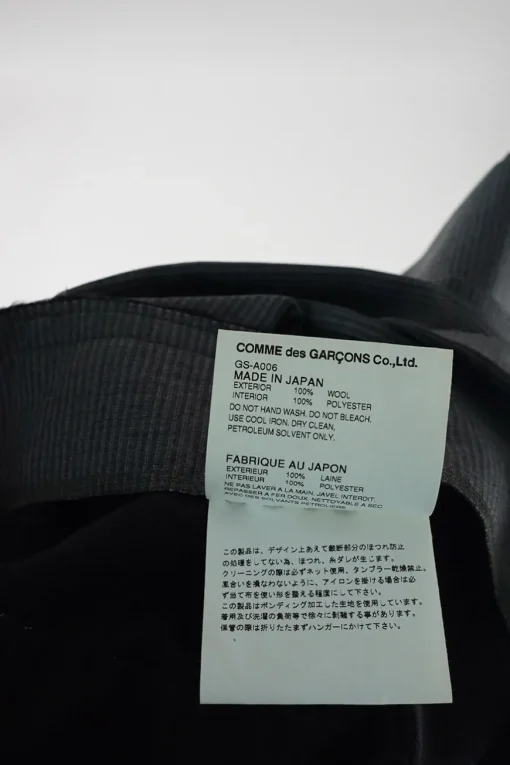 COMME des GARÇONS Co.,Ltd.
GS-A006
MADE IN JAPAN
EXTERIOR 100% WOOL
INTERIOR 100% POLYESTER
DO NOT HAND WASH. DO NOT BLEACH.
USE COOL IRON. DRY CLEAN,
PETROLEUM SOLVENT ONLY.
FABRIQUE AU JAPON
EXTERIEUR 100% LAINE
INTERIEUR 100% POLYESTER
NE PAS LAVER A LA MAIN. JAVEL INTERDIT.
REPASSER A FER DOUX. NETTOYABLE A SEC
AVEC DES SOLVANTS PETROLIERS
この製品は、デザイン上あえて裁断部分のほつれ防止
の処理をしてない為、ほつれ、糸ダレが生じます。
クリーニングの際は必ずネット使用、タンブラー乾燥禁止。
風合いを損なわないように、アイロンを掛ける場合は必
ず当て布を使い形を整える程度にして下さい。
この製品はボンディング加工した生地を使用しています。
着用及び洗濯の負荷等で徐々に剥離する事があります。
保管の際は折りたたまずハンガーにかけて下さい。